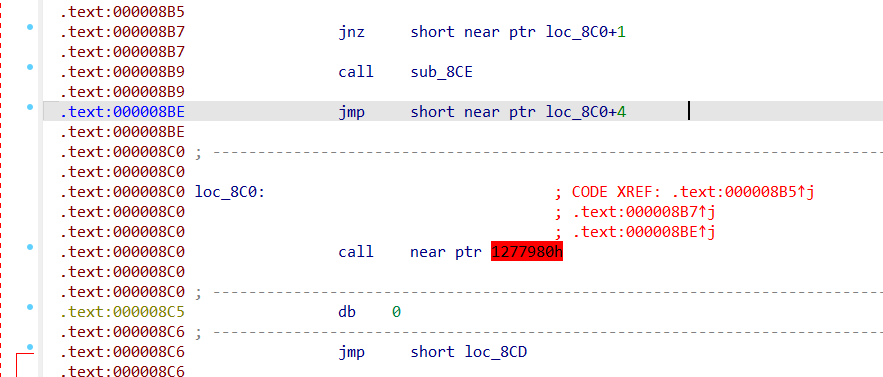 .text:000008B5
.text:000008B7 jnz short near ptr loc_8C0+1
.text:000008B7
.text:000008B9 call sub_8CE
.text:000008B9
.text:000008BE jmp short near ptr loc_8C0+4
.text:000008BE
.text:000008C0 ; ---------------------------------------------------------------------------
.text:000008C0
.text:000008C0 loc_8C0: ; CODE XREF: .text:000008B5↑j
.text:000008C0 ; .text:000008B7↑j
.text:000008C0 ; .text:000008BE↑j
.text:000008C0 call near ptr 1277980h
.text:000008C0
.text:000008C0 ; ---------------------------------------------------------------------------
.text:000008C5 db 0
.text:000008C6 ; ---------------------------------------------------------------------------
.text:000008C6 jmp short loc_8CD
.text:000008C6